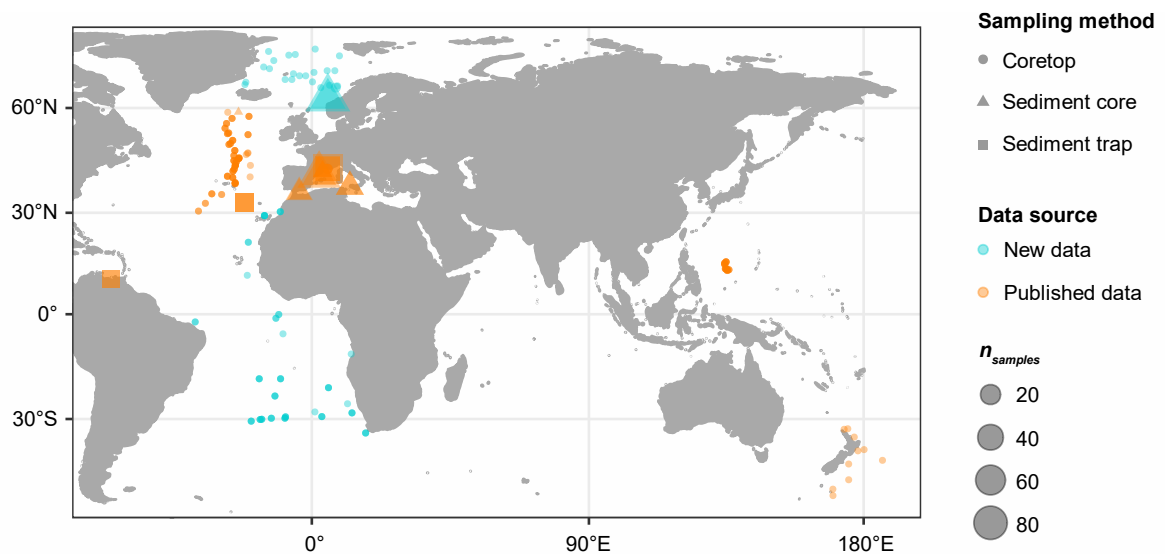 Sampling method
Coretop
Sediment core
Sediment trap
Data source
New data
Published data
n_samples
20
40
60
80
60°N
30°N
0°
30°S
0°
90°E
180°E